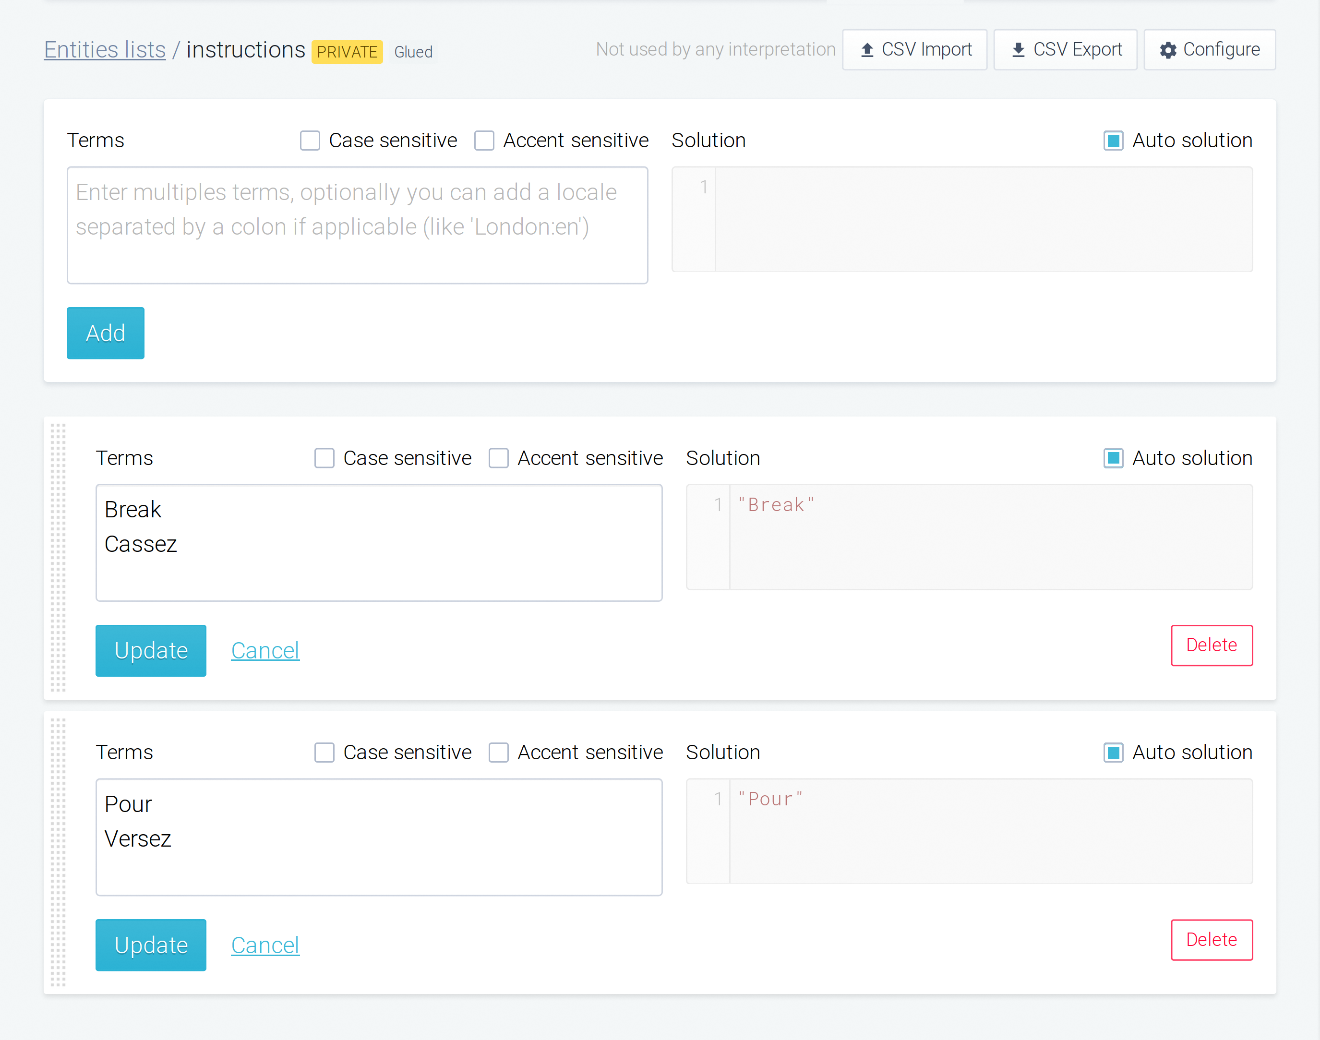 Entities lists / instructions PRIVATE Glued Not used by any interpretation CSV Import CSV Export Configure
Terms Case sensitive Accent sensitive Solution Auto solution
Enter multiples terms, optionally you can add a locale
separated by a colon if applicable (like 'London:en')
1
Add
Terms Case sensitive Accent sensitive Solution Auto solution
Break
Cassez
1 "Break"
Update Cancel Delete
Terms Case sensitive Accent sensitive Solution Auto solution
Pour
Versez
1 "Pour"
Update Cancel Delete